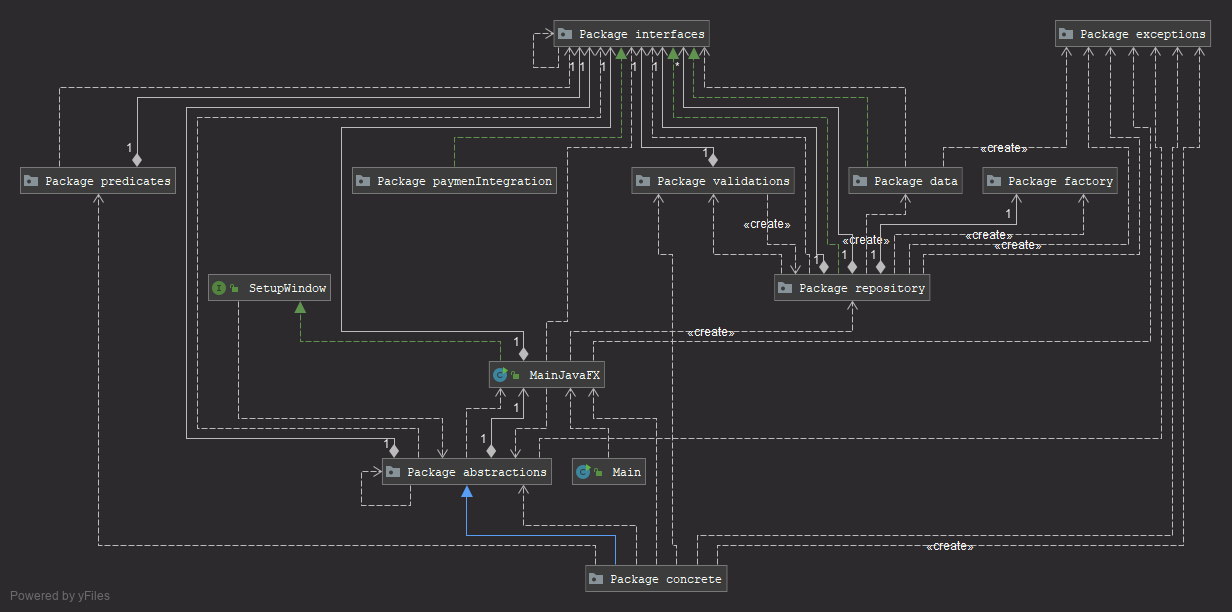 Package interfaces
Package exceptions
1
1
1
1
1
*
1
«create»
1
Package predicates
Package paymenIntegration
Package validations
Package data
Package factory
1
«create»
«create»
«create»
«create»
1
1
1
SetupWindow
Package repository
«create»
1
MainJavaFX
1
1
1
Package abstractions
Main
«create»
Package concrete
Powered by yFiles